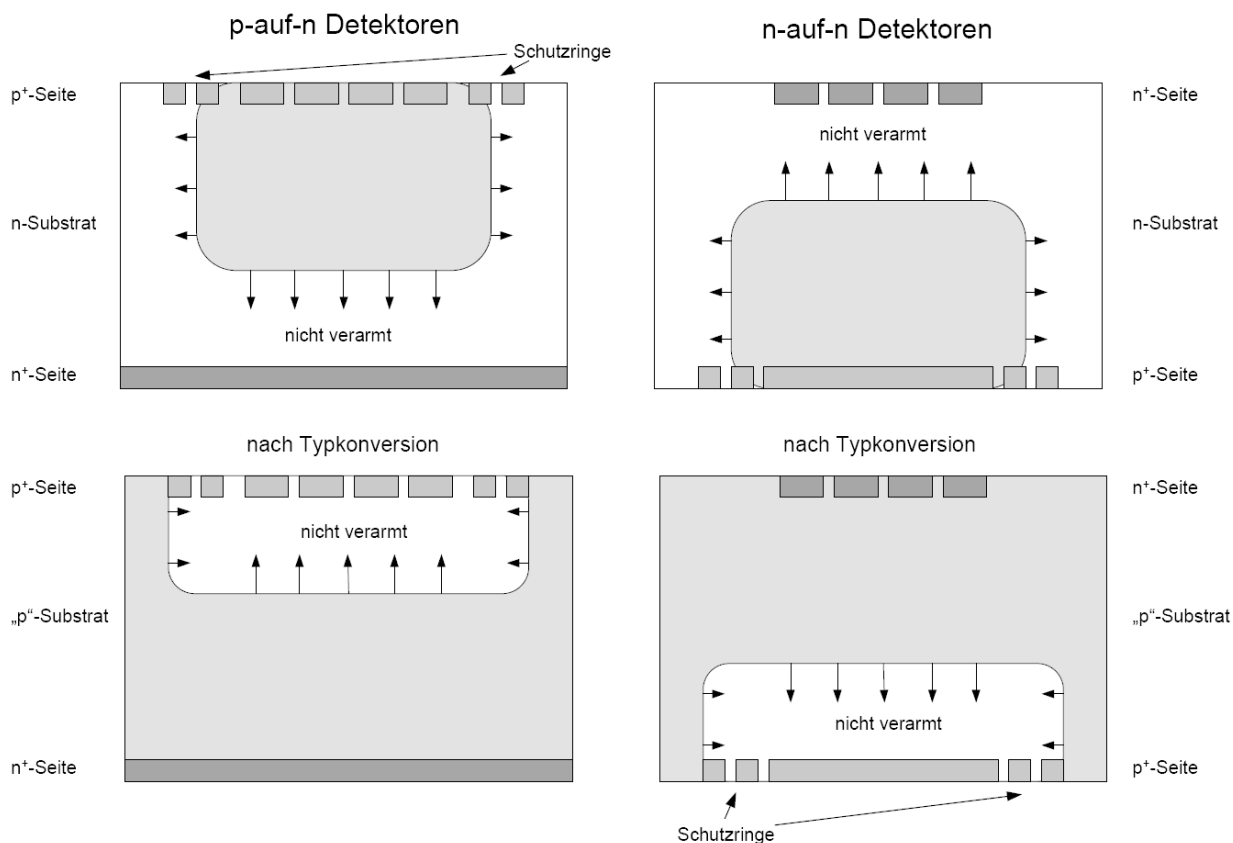 p-auf-n Detektoren
n-auf-n Detektoren
Schutzringe
p⁺-Seite
n⁺-Seite
nicht verarmt
n-Substrat
n-Substrat
nicht verarmt
n⁺-Seite
p⁺-Seite
nach Typkonversion
nach Typkonversion
p⁺-Seite
n⁺-Seite
nicht verarmt
„p“-Substrat
„p“-Substrat
nicht verarmt
n⁺-Seite
p⁺-Seite
Schutzringe